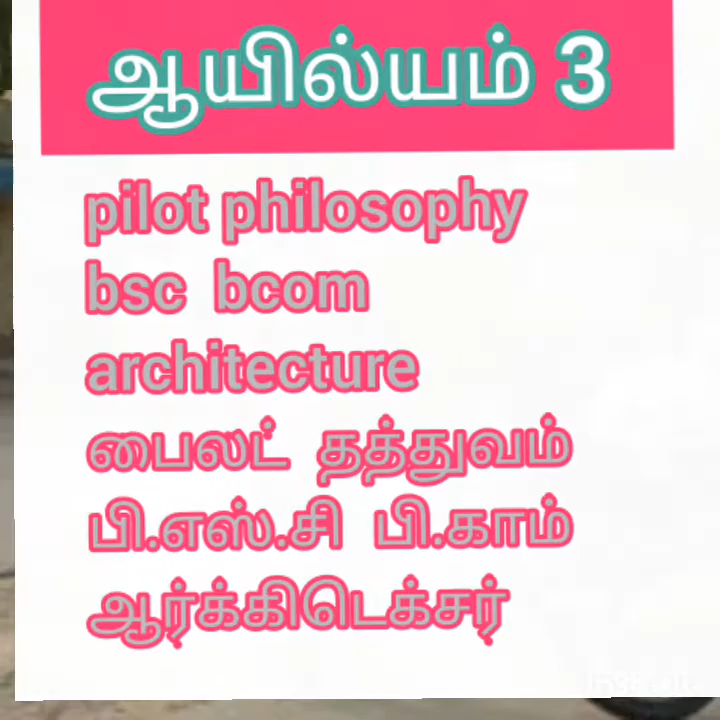 ஆயில்யம் 3
pilot philosophy
bsc bcom
architecture
பைலட் தத்துவம்
பி.எஸ்.சி பி.காம்
ஆர்க்கிடெக்சர்